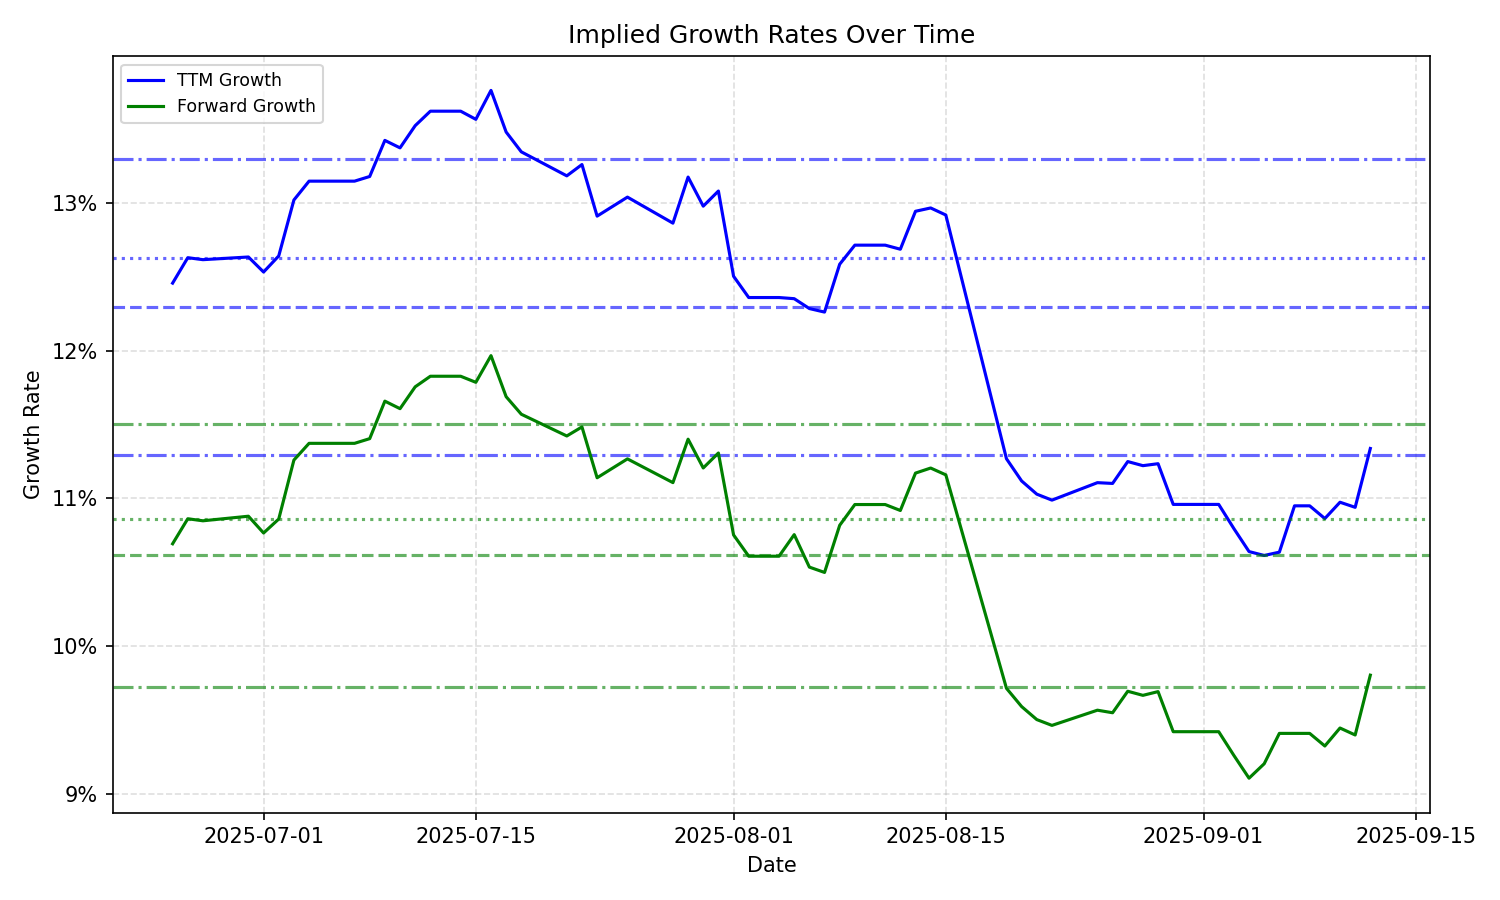 Implied Growth Rates Over Time
TTM Growth
Forward Growth
13%
12%
11%
10%
9%
Growth Rate
2025-07-01
2025-07-15
2025-08-01
2025-08-15
2025-09-01
2025-09-15
Date